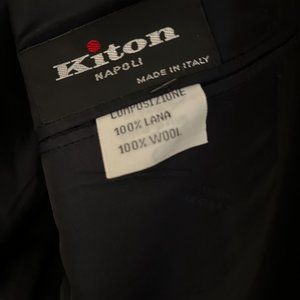 Kiton
NAPOLI
MADE IN ITALY
COMPOSIZIONE
100% LANA
100% WOOL